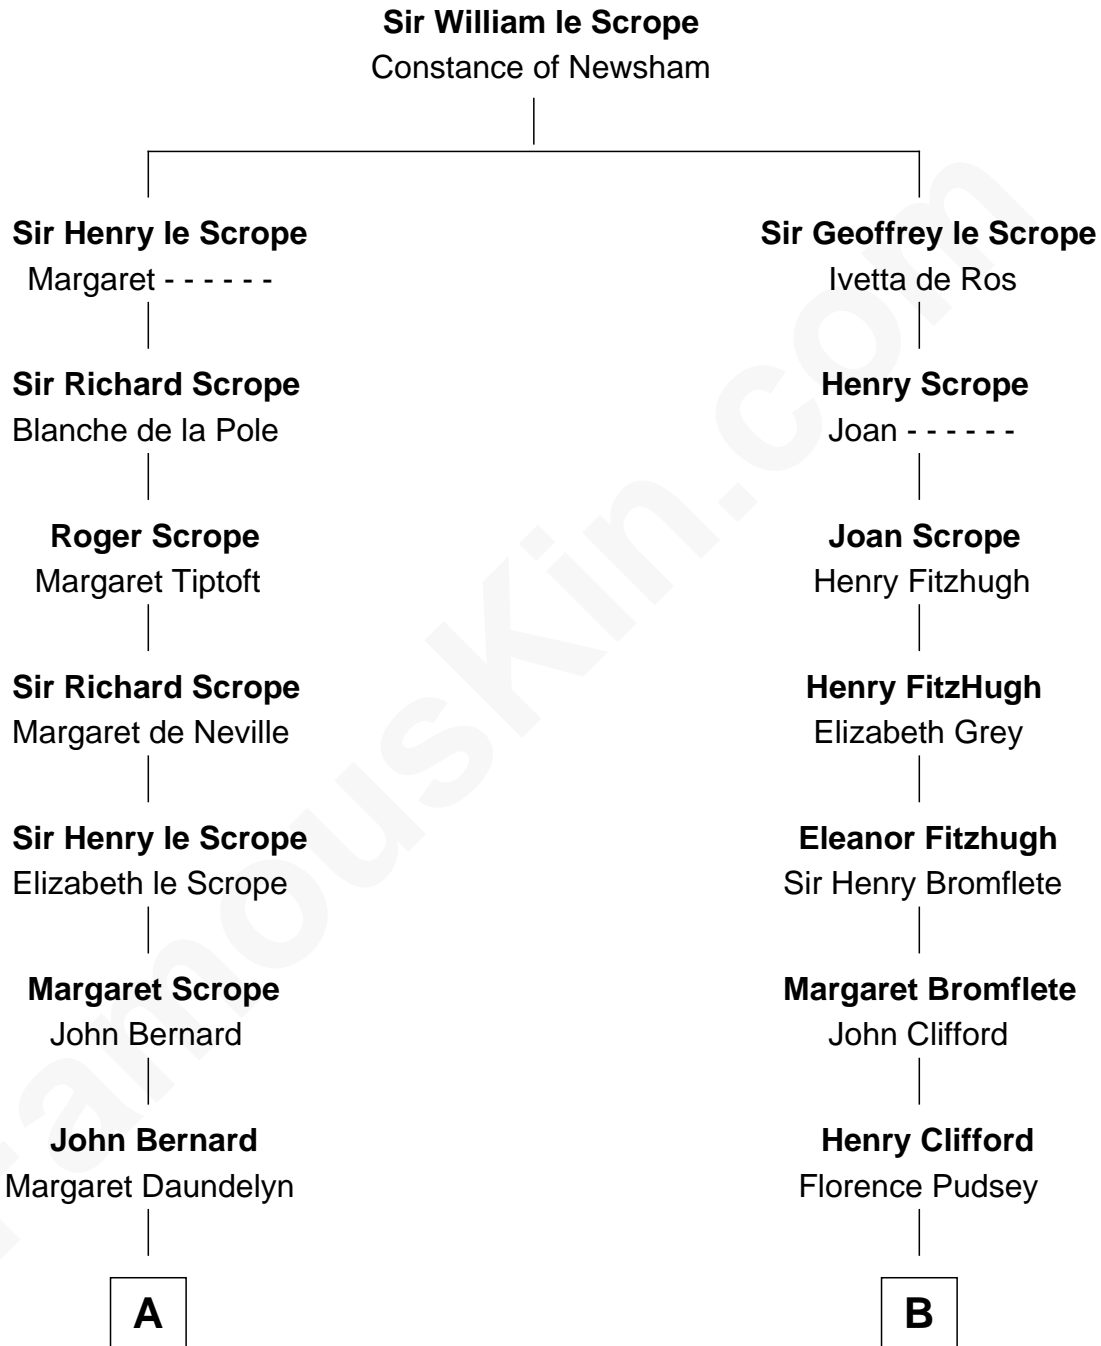 Sir William le Scrope
Constance of Newsham
Sir Henry le Scrope
Margaret - - - - - -
Sir Geoffrey le Scrope
Ivetta de Ros
Sir Richard Scrope
Blanche de la Pole
Henry Scrope
Joan - - - - - -
Roger Scrope
Margaret Tiptoft
Joan Scrope
Henry Fitzhugh
Sir Richard Scrope
Margaret de Neville
Henry FitzHugh
Elizabeth Grey
Sir Henry le Scrope
Elizabeth le Scrope
Eleanor Fitzhugh
Sir Henry Bromflete
Margaret Scrope
John Bernard
Margaret Bromflete
John Clifford
John Bernard
Margaret Daundelyn
Henry Clifford
Florence Pudsey
A
B
FamousKin.com